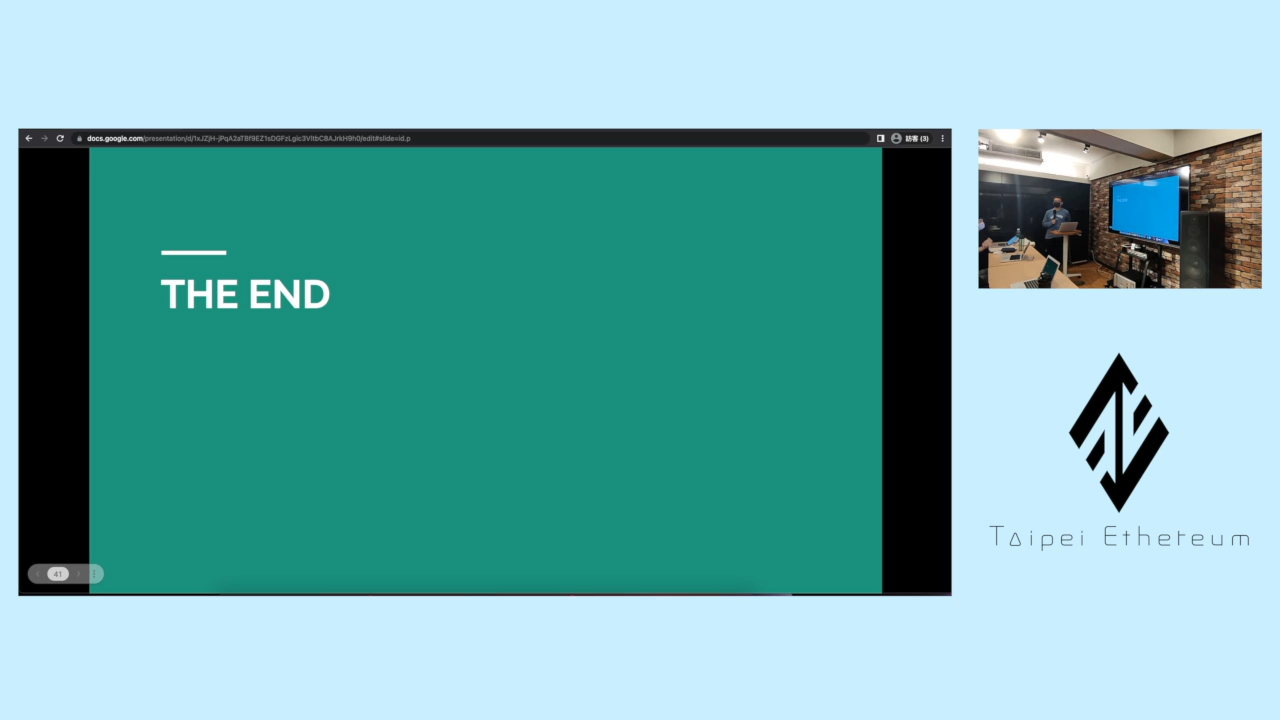 docs.google.com/presentation/d/1xJZjH-jPqA2aTBf9EZ1sDGFzLgic3VltbC8AJrkH9h0/edit#slide=id.p
訪客 (3)
THE END
41
Taipei Ethereum